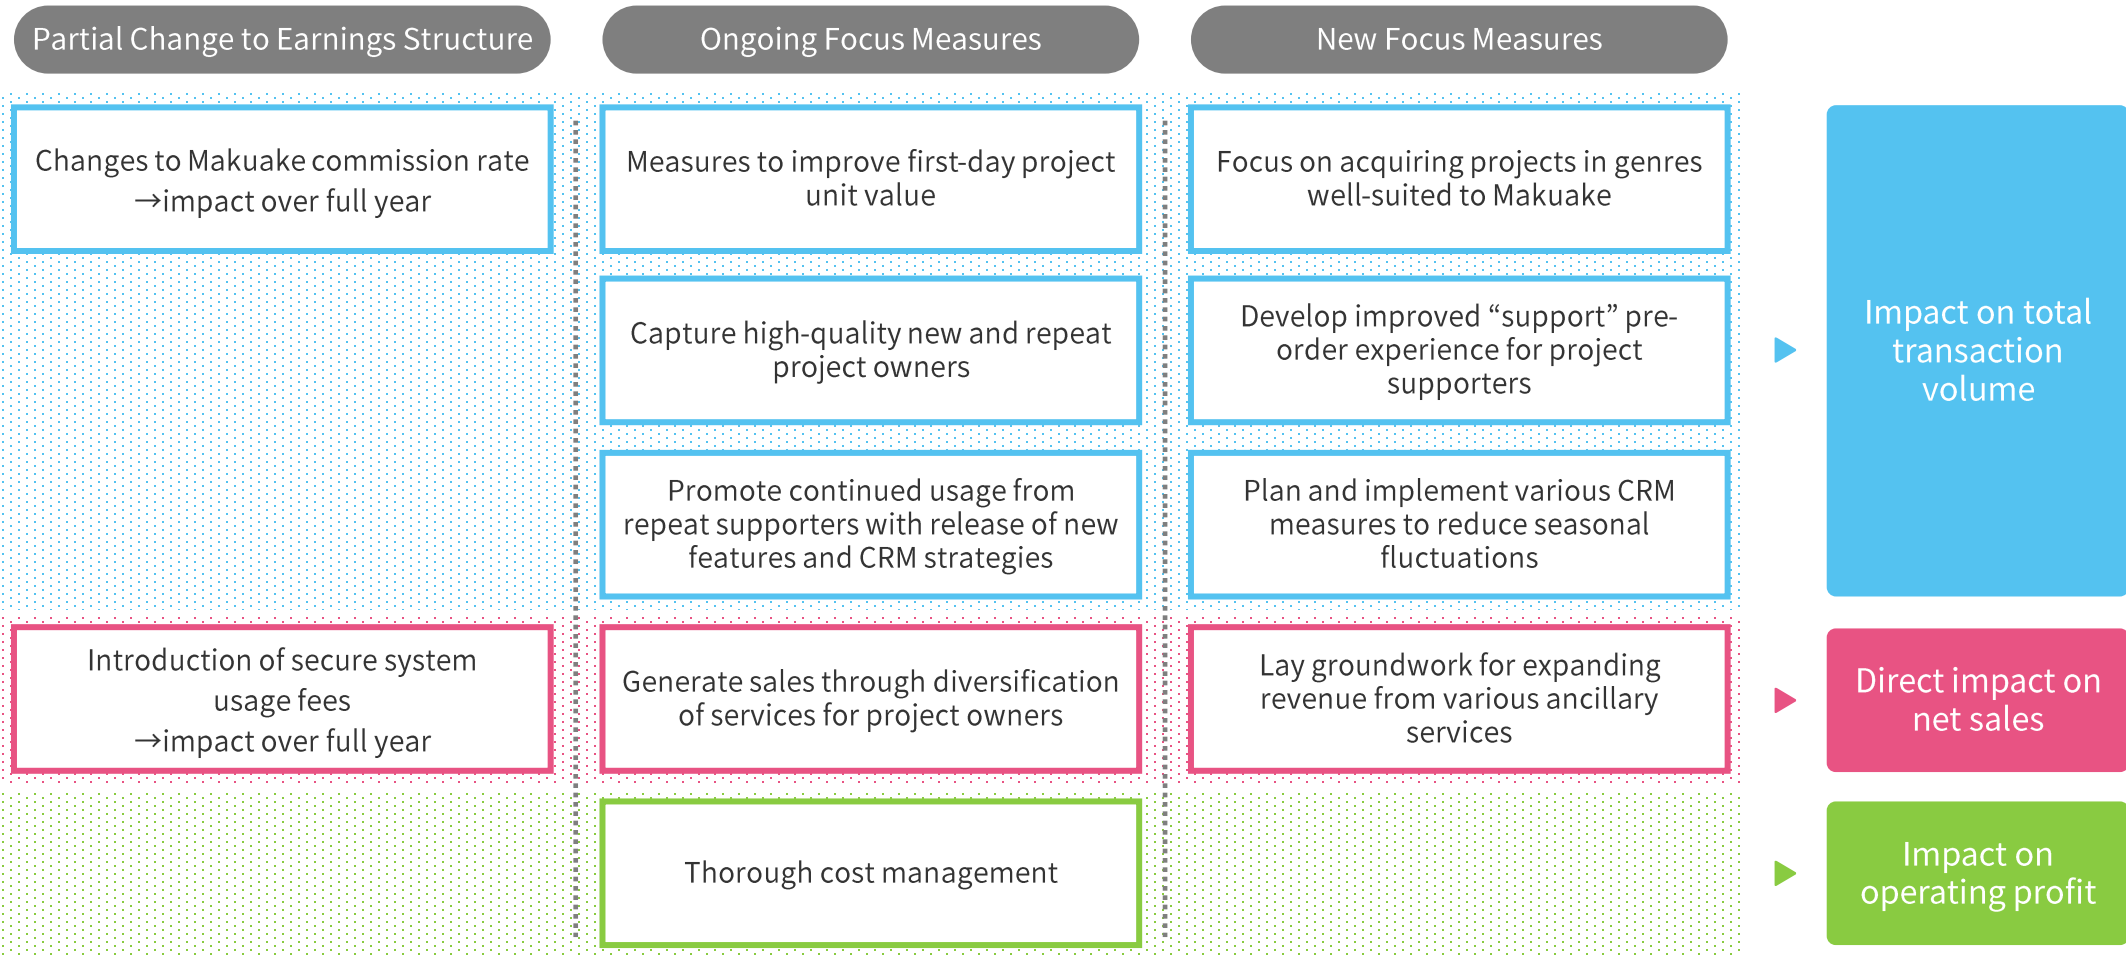 Partial Change to Earnings Structure
Ongoing Focus Measures
New Focus Measures
Changes to Makuake commission rate
→impact over full year
Measures to improve first-day project
unit value
Focus on acquiring projects in genres
well-suited to Makuake
Capture high-quality new and repeat
project owners
Develop improved “support” pre-
order experience for project
supporters
Promote continued usage from
repeat supporters with release of new
features and CRM strategies
Plan and implement various CRM
measures to reduce seasonal
fluctuations
Impact on total
transaction
volume
Introduction of secure system
usage fees
→impact over full year
Generate sales through diversification
of services for project owners
Lay groundwork for expanding
revenue from various ancillary
services
Direct impact on
net sales
Thorough cost management
Impact on
operating profit